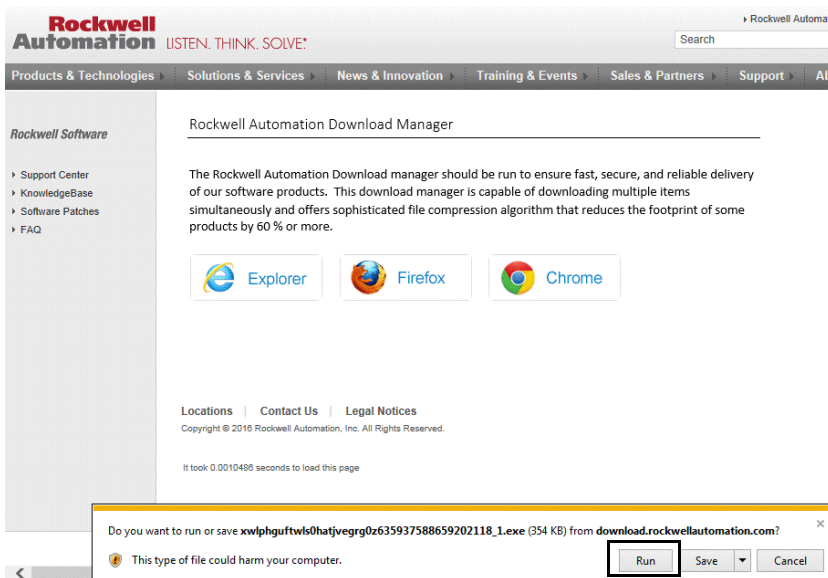 Rockwell Automa
Rockwell
Automation LISTEN. THINK. SOLVE.®
Search
Products & Technologies Solutions & Services News & Innovation Training & Events Sales & Partners Support Al
Rockwell Software
Support Center
KnowledgeBase
Software Patches
FAQ
Rockwell Automation Download Manager
The Rockwell Automation Download manager should be run to ensure fast, secure, and reliable delivery
of our software products. This download manager is capable of downloading multiple items
simultaneously and offers sophisticated file compression algorithm that reduces the footprint of some
products by 60 % or more.
Explorer Firefox Chrome
Locations Contact Us Legal Notices
Copyright © 2016 Rockwell Automation, Inc. All Rights Reserved.
It took 0.0010486 seconds to load this page
Do you want to run or save xwlphguftwls0hatjvegrg0z635937588659202118_1.exe (354 KB) from download.rockwellautomation.com?
This type of file could harm your computer.
Run Save Cancel